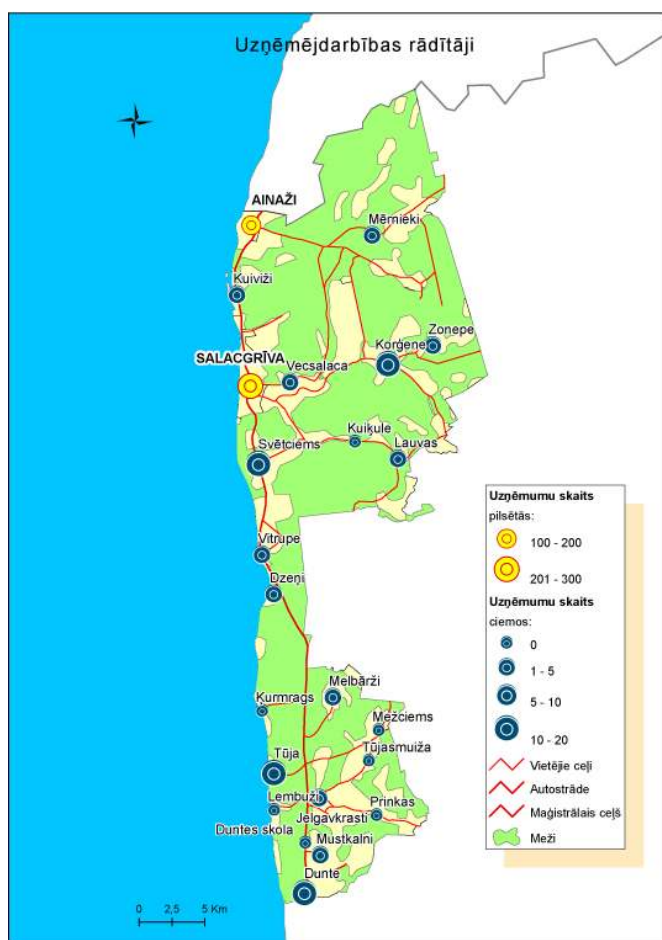 Uzņēmējdarbības rādītāji
AINAŽI
Mērnieki
Kuiviži
Zonepe
Korģene
SALACGRĪVA
Vecsalaca
Kuiķule
Lauvas
Svētciems
Vitrupe
Dzeņi
Melbārži
Ķurmrags
Mežciems
Tūjasmuiža
Tūja
Lembuži
Prinkas
Jelgavkrasti
Duntes skola
Mustkalni
Dunte
0 2,5 5 Km
Uzņēmumu skaits
pilsētās:
100 - 200
201 - 300
Uzņēmumu skaits
ciemos:
0
1 - 5
5 - 10
10 - 20
Vietējie ceļi
Autostrāde
Maģistrālais ceļš
Meži